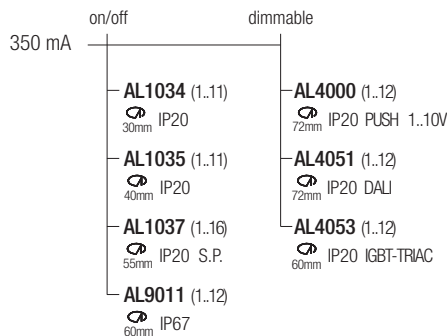 on/off dimmable
350 mA
AL1034 (1..11)
30mm IP20
AL1035 (1..11)
40mm IP20
AL1037 (1..16)
55mm IP20 S.P.
AL9011 (1..12)
60mm IP67
AL4000 (1..12)
72mm IP20 PUSH 1..10V
AL4051 (1..12)
72mm IP20 DALI
AL4053 (1..12)
60mm IP20 IGBT-TRIAC